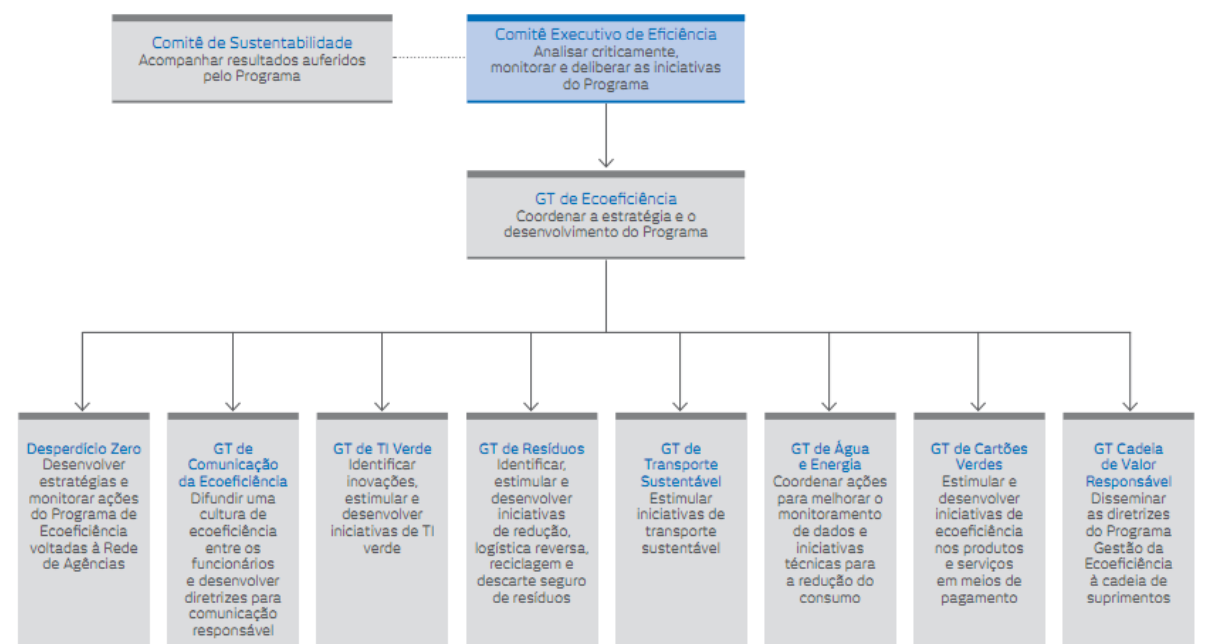 Comitê de Sustentabilidade
Acompanhar resultados auferidos
pelo Programa
Comitê Executivo de Eficiência
Analisar criticamente,
monitorar e deliberar as iniciativas
do Programa
GT de Ecoeficiência
Coordenar a estratégia e o
desenvolvimento do Programa
Desperdício Zero
Desenvolver
estratégias e
monitorar ações
do Programa de
Ecoeficiência
voltadas à Rede
de Agências
GT de
Comunicação
da Ecoeficiência
Difundir uma
cultura de
ecoeficiência
entre os
funcionários
e desenvolver
diretrizes para
comunicação
responsável
GT de TI Verde
Identificar
inovações,
estimular e
desenvolver
iniciativas de TI
verde
GT de Resíduos
Identificar,
estimular e
desenvolver
iniciativas
de redução,
logística reversa,
reciclagem e
descarte seguro
de resíduos
GT de
Transporte
Sustentável
Estimular
iniciativas de
transporte
sustentável
GT de Água
e Energia
Coordenar ações
para melhorar o
monitoramento
de dados e
iniciativas
técnicas para
a redução do
consumo
GT de Cartões
Verdes
Estimular e
desenvolver
iniciativas de
ecoeficiência
nos produtos
e serviços
em meios de
pagamento
GT Cadeia
de Valor
Responsável
Disseminar
as diretrizes
do Programa
Gestão da
Ecoeficiência
à cadeia de
suprimentos